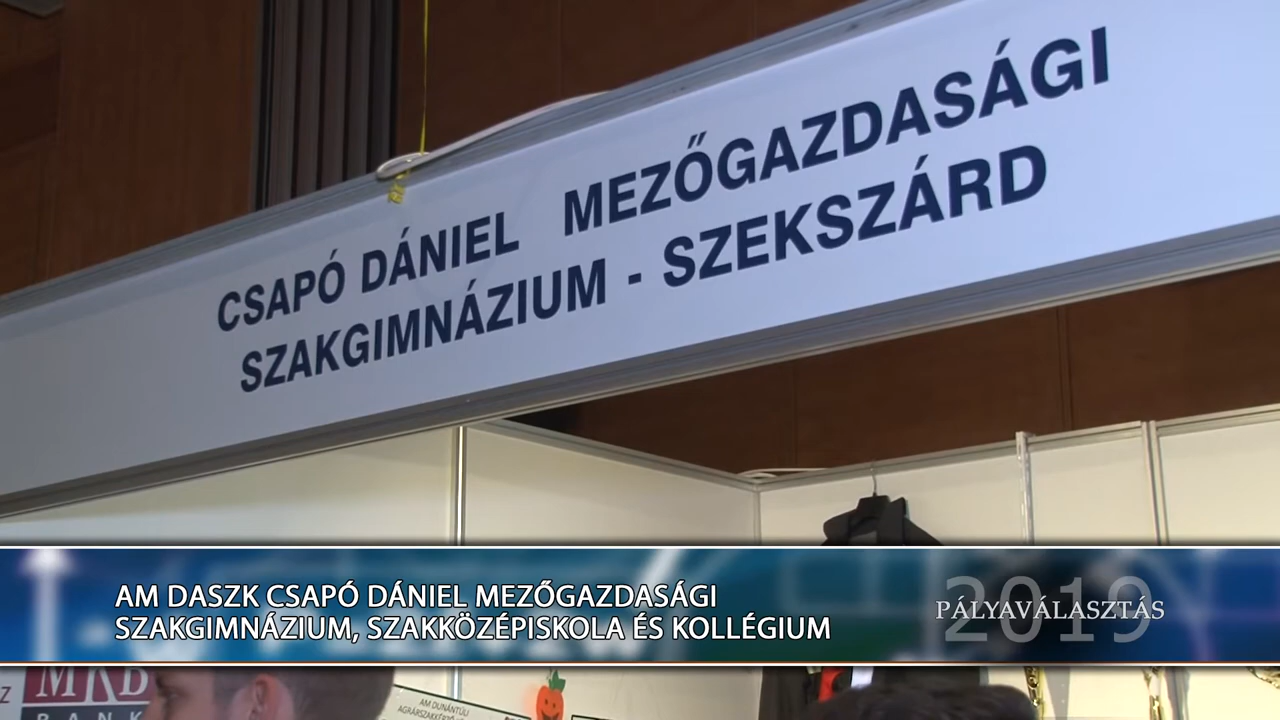 CSAPÓ DÁNIEL MEZŐGAZDASÁGI
SZAKGIMNÁZIUM - SZEKSZÁRD
AM DASZK CSAPÓ DÁNIEL MEZŐGAZDASÁGI
SZAKGIMNÁZIUM, SZAKKÖZÉPISKOLA ÉS KOLLÉGIUM
2019
PÁLYAVÁLASZTÁS
MKB
BANK
AM DUNÁNTÚLI